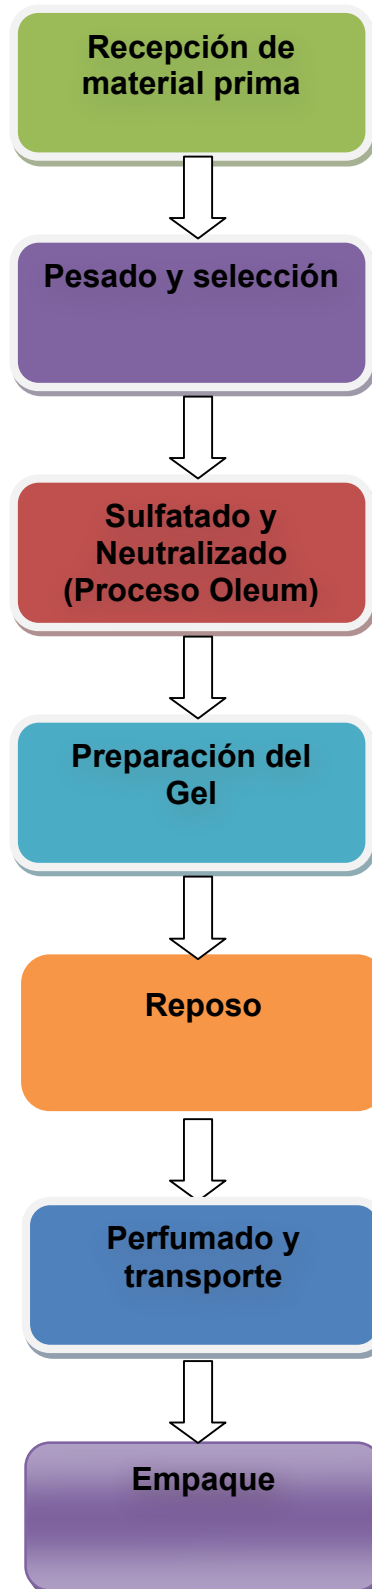 Recepción de
material prima
Pesado y selección
Sulfatado y
Neutralizado
(Proceso Oleum)
Preparación del
Gel
Reposo
Perfumado y
transporte
Empaque